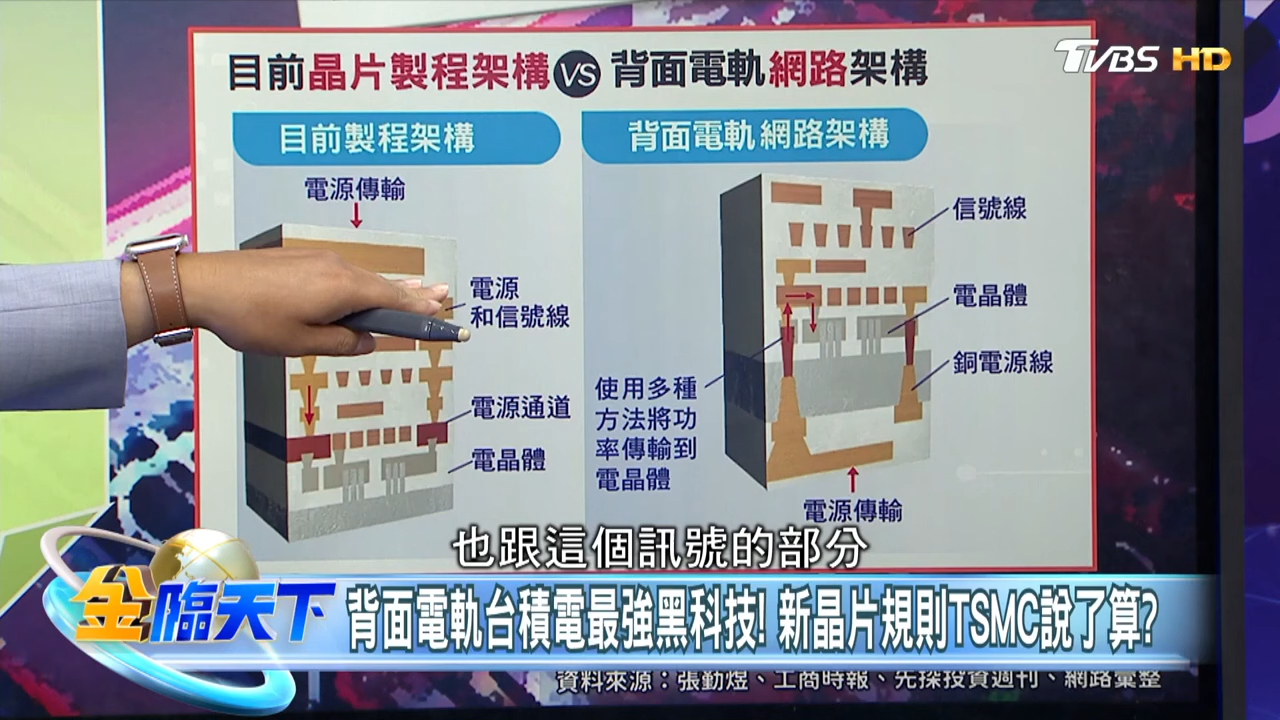 目前晶片製程架構 VS 背面電軌網路架構
TVBS HD
目前製程架構
電源傳輸
電源
和信號線
電源通道
電晶體
背面電軌網路架構
信號線
電晶體
銅電源線
使用多種
方法將功
率傳輸到
電晶體
電源傳輸
也跟這個訊號的部分
金臨天下
背面電軌台積電最強黑科技! 新晶片規則TSMC說了算?
資料來源：張勤煜、工商時報、先探投資週刊、網路彙整